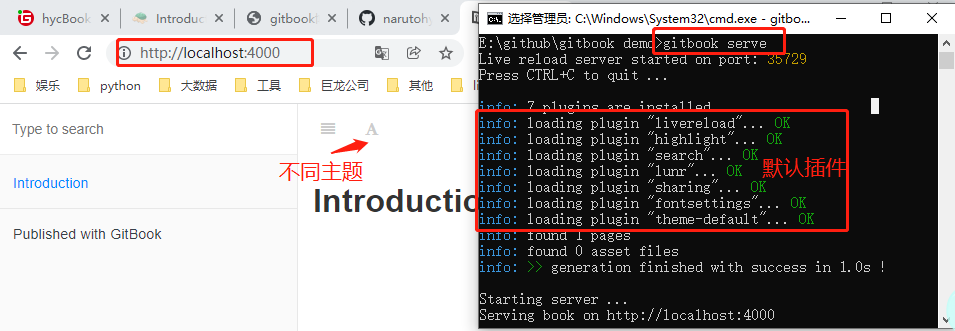 hycBook
Introduc
gitbook
narutohy
http://localhost:4000
娱乐
python
大数据
工具
巨龙公司
其他
Type to search
A
不同主题
Introduction
Introductio
Published with GitBook
选择管理员: C:\Windows\System32\cmd.exe - gitbo...
E:\github\gitbook demo>gitbook serve
Live reload server started on port: 35729
Press CTRL+C to quit ...
info: 7 plugins are installed
info: loading plugin "livereload"... OK
info: loading plugin "highlight"... OK
info: loading plugin "search"... OK
info: loading plugin "lunr"... OK
info: loading plugin "sharing"... OK
info: loading plugin "fontsettings"... OK
info: loading plugin "theme-default"... OK
默认插件
info: found 1 pages
info: found 0 asset files
info: >> generation finished with success in 1.0s !
Starting server ...
Serving book on http://localhost:4000